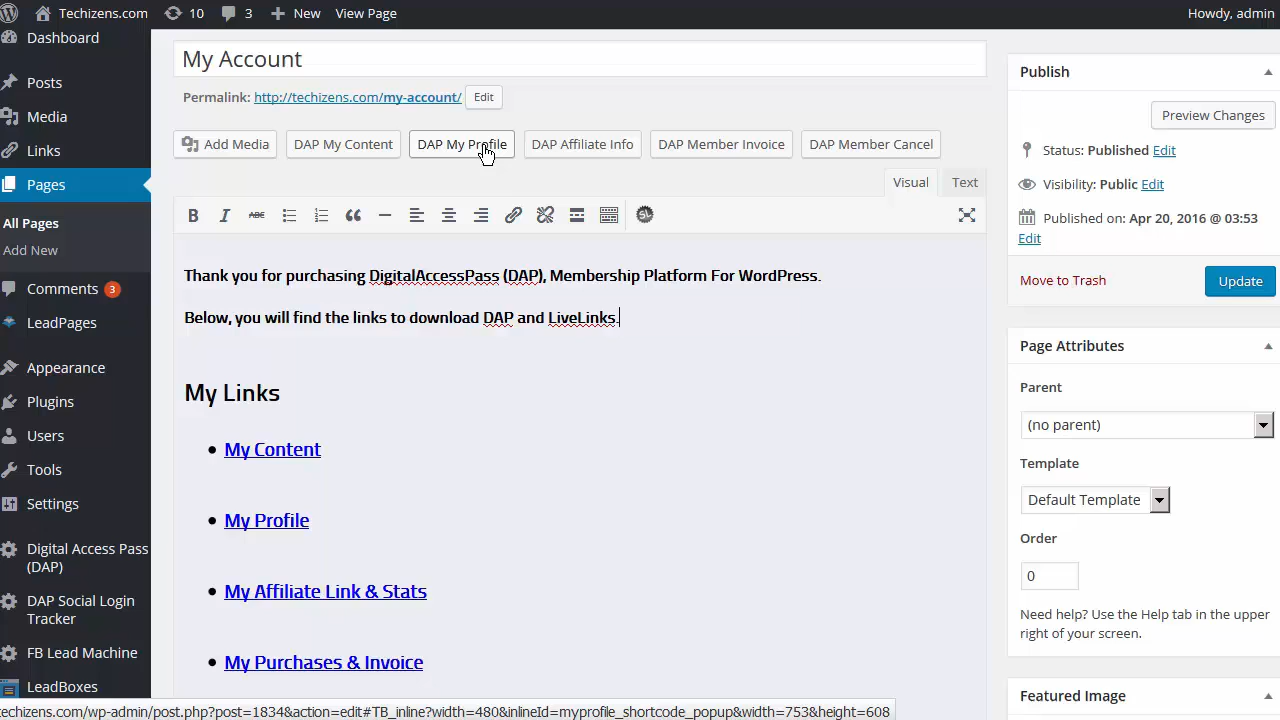 Techizens.com 10 3 New View Page Howdy, admin
Dashboard
Posts
Media
Links
Pages
All Pages
Add New
Comments 3
LeadPages
Appearance
Plugins
Users
Tools
Settings
Digital Access Pass
(DAP)
DAP Social Login
Tracker
FB Lead Machine
LeadBoxes
My Account
Permalink: http://techizens.com/my-account/ Edit
Add Media DAP My Content DAP My Profile DAP Affiliate Info DAP Member Invoice DAP Member Cancel
Visual Text
B I ABC
Thank you for purchasing DigitalAccessPass (DAP), Membership Platform For WordPress.
Below, you will find the links to download DAP and LiveLinks.
My Links
My Content
My Profile
My Affiliate Link & Stats
My Purchases & Invoice
Publish
Preview Changes
Status: Published Edit
Visibility: Public Edit
Published on: Apr 20, 2016 @ 03:53
Edit
Move to Trash Update
Page Attributes
Parent
(no parent)
Template
Default Template
Order
0
Need help? Use the Help tab in the upper
right of your screen.
Featured Image
techizens.com/wp-admin/post.php?post=1834&action=edit#TB_inline?width=480&inlineId=myprofile_shortcode_popup&width=753&height=608